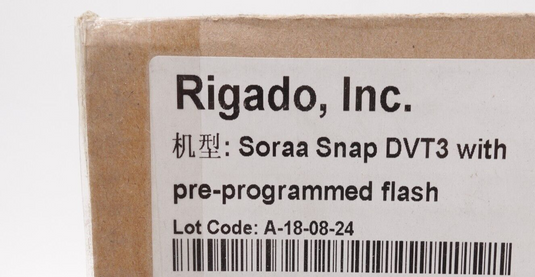 Rigado, Inc.
机型: Soraa Snap DVT3 with
pre-programmed flash
Lot Code: A-18-08-24